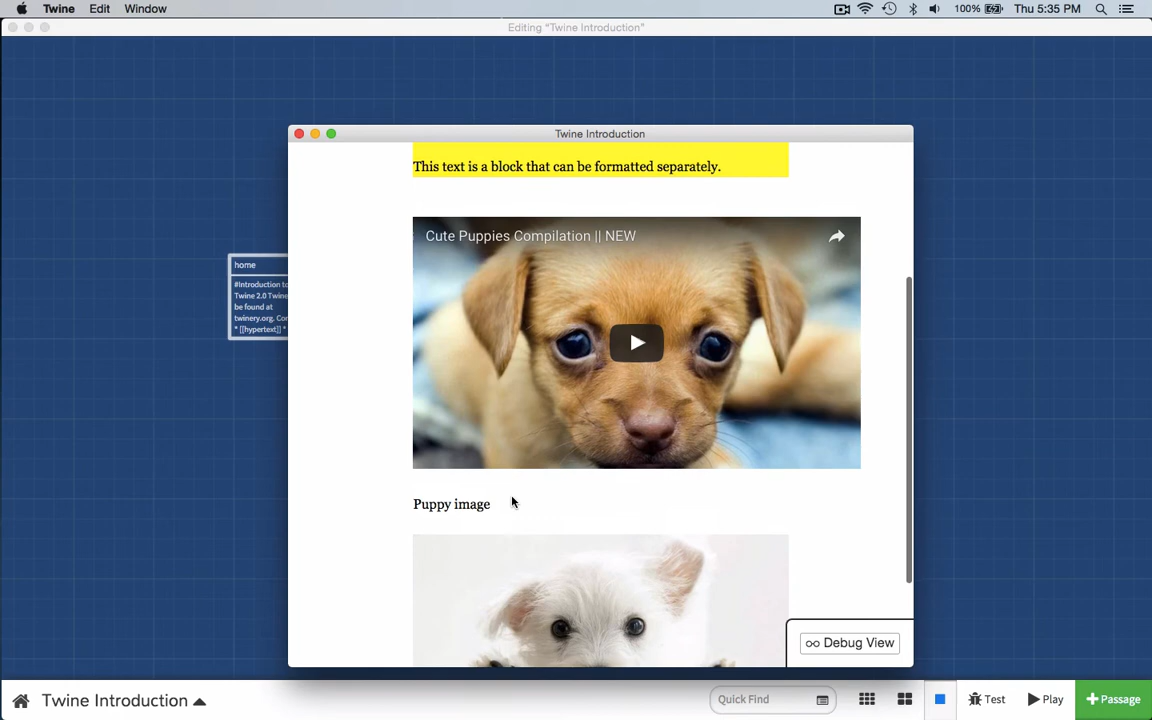 Twine Edit Window 100% Thu 5:35 PM
Editing "Twine Introduction"
Twine Introduction
This text is a block that can be formatted separately.
Cute Puppies Compilation || NEW
home
#Introduction to
Twine 2.0 Twine
be found at
twinery.org. Con
* [[hypertext]] *
Puppy image
Debug View
Twine Introduction Quick Find Test Play +Passage